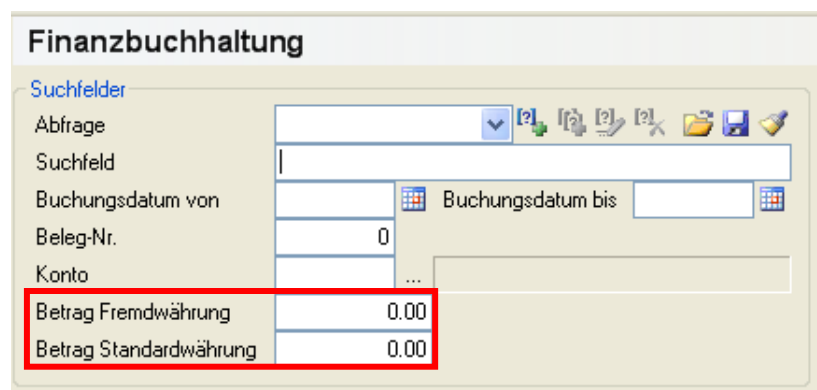 Finanzbuchhaltung
Suchfelder
Abfrage
Suchfeld
Buchungsdatum von Buchungsdatum bis
Beleg-Nr. 0
Konto ...
Betrag Fremdwährung 0.00
Betrag Standardwährung 0.00